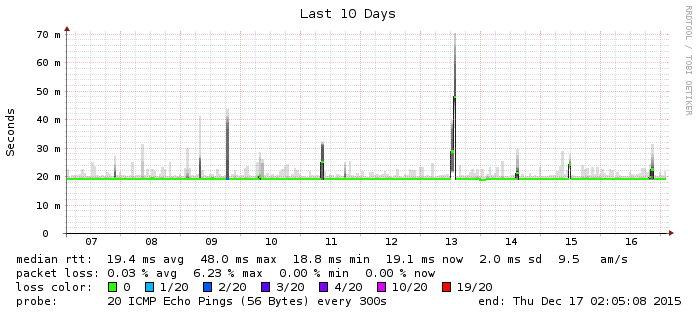 Last 10 Days
RRDTOOL / TOBI OETIKER
Seconds
70 m
60 m
50 m
40 m
30 m
20 m
10 m
0
07 08 09 10 11 12 13 14 15 16
median rtt: 19.4 ms avg 48.0 ms max 18.8 ms min 19.1 ms now 2.0 ms sd 9.5 am/s
packet loss: 0.03 % avg 6.23 % max 0.00 % min 0.00 % now
loss color: 0 1/20 2/20 3/20 4/20 10/20 19/20
probe: 20 ICMP Echo Pings (56 Bytes) every 300s end: Thu Dec 17 02:05:08 2015